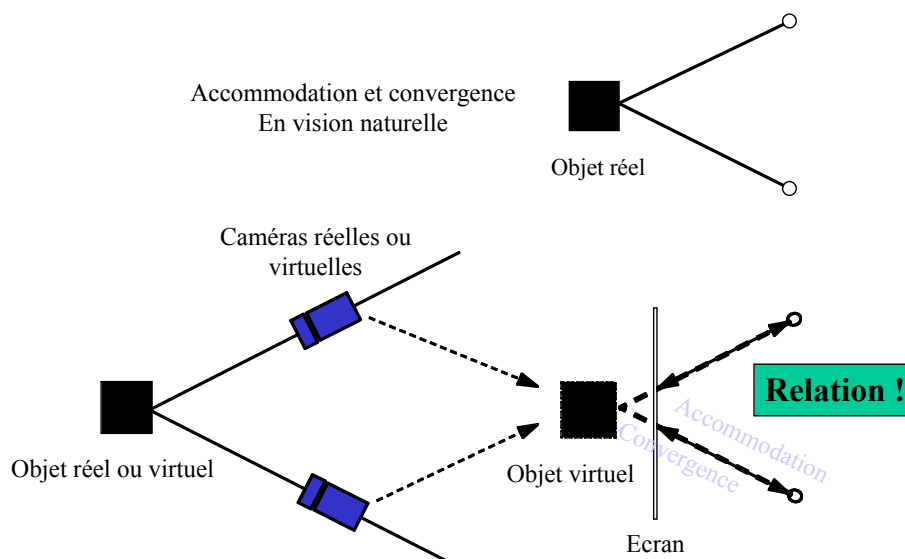 Accommodation et convergence
En vision naturelle
Objet réel
Caméras réelles ou
virtuelles
Relation !
Accommodation
Convergence
Objet réel ou virtuel
Objet virtuel
Ecran